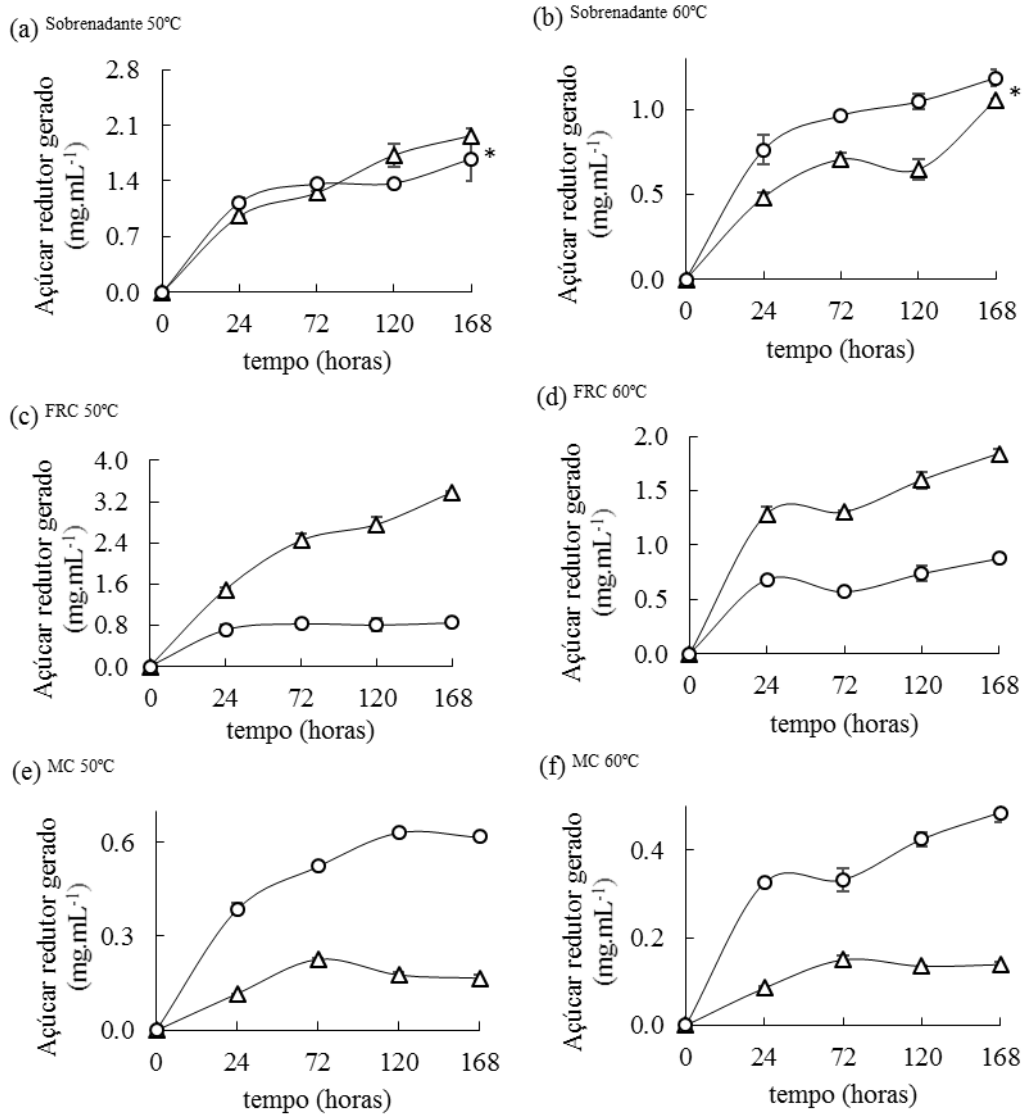 (a) Sobrenadante 50ºC
Açúcar redutor gerado
(mg.mL-1)
2.8
2.1
1.4
0.7
0.0
*
0 24 72 120 168
tempo (horas)
(b) Sobrenadante 60ºC
Açúcar redutor gerado
(mg.mL-1)
1.0
0.5
0.0
*
0 24 72 120 168
tempo (horas)
(c) FRC 50ºC
Açúcar redutor gerado
(mg.mL-1)
4.0
3.2
2.4
1.6
0.8
0.0
0 24 72 120 168
tempo (horas)
(d) FRC 60ºC
Açúcar redutor gerado
(mg.mL-1)
2.0
1.5
1.0
0.5
0.0
0 24 72 120 168
tempo (horas)
(e) MC 50ºC
Açúcar redutor gerado
(mg.mL-1)
0.6
0.3
0.0
0 24 72 120 168
tempo (horas)
(f) MC 60ºC
Açúcar redutor gerado
(mg.mL-1)
0.4
0.2
0.0
0 24 72 120 168
tempo (horas)